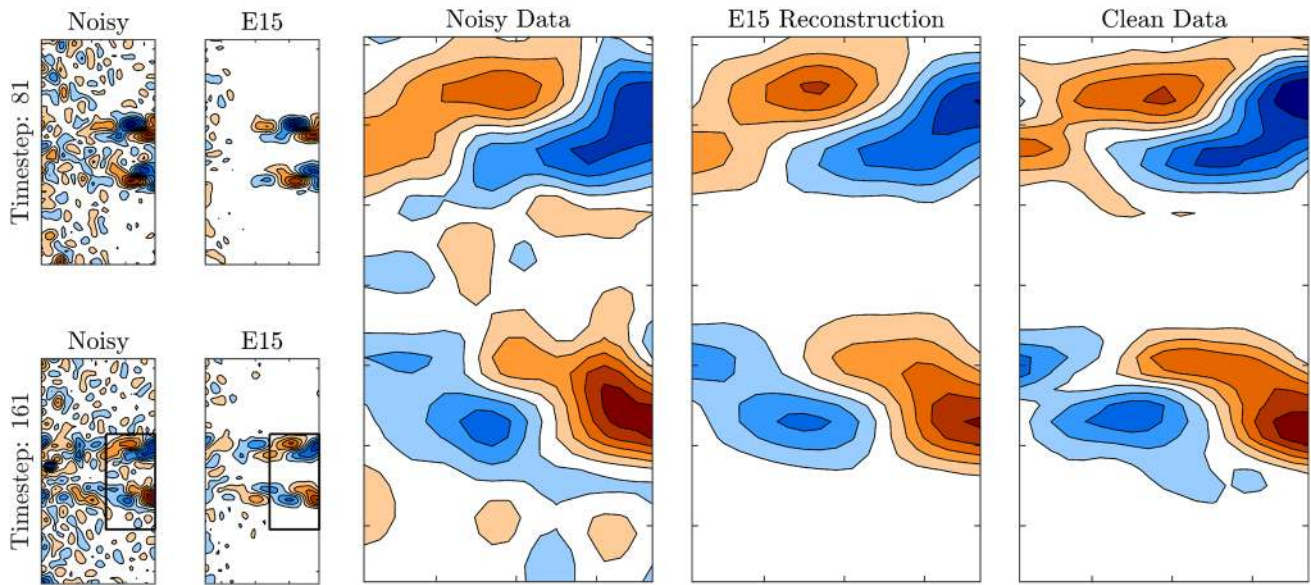 Noisy
E15
Noisy Data
E15 Reconstruction
Clean Data
Timestep: 81
Noisy
E15
Timestep: 161